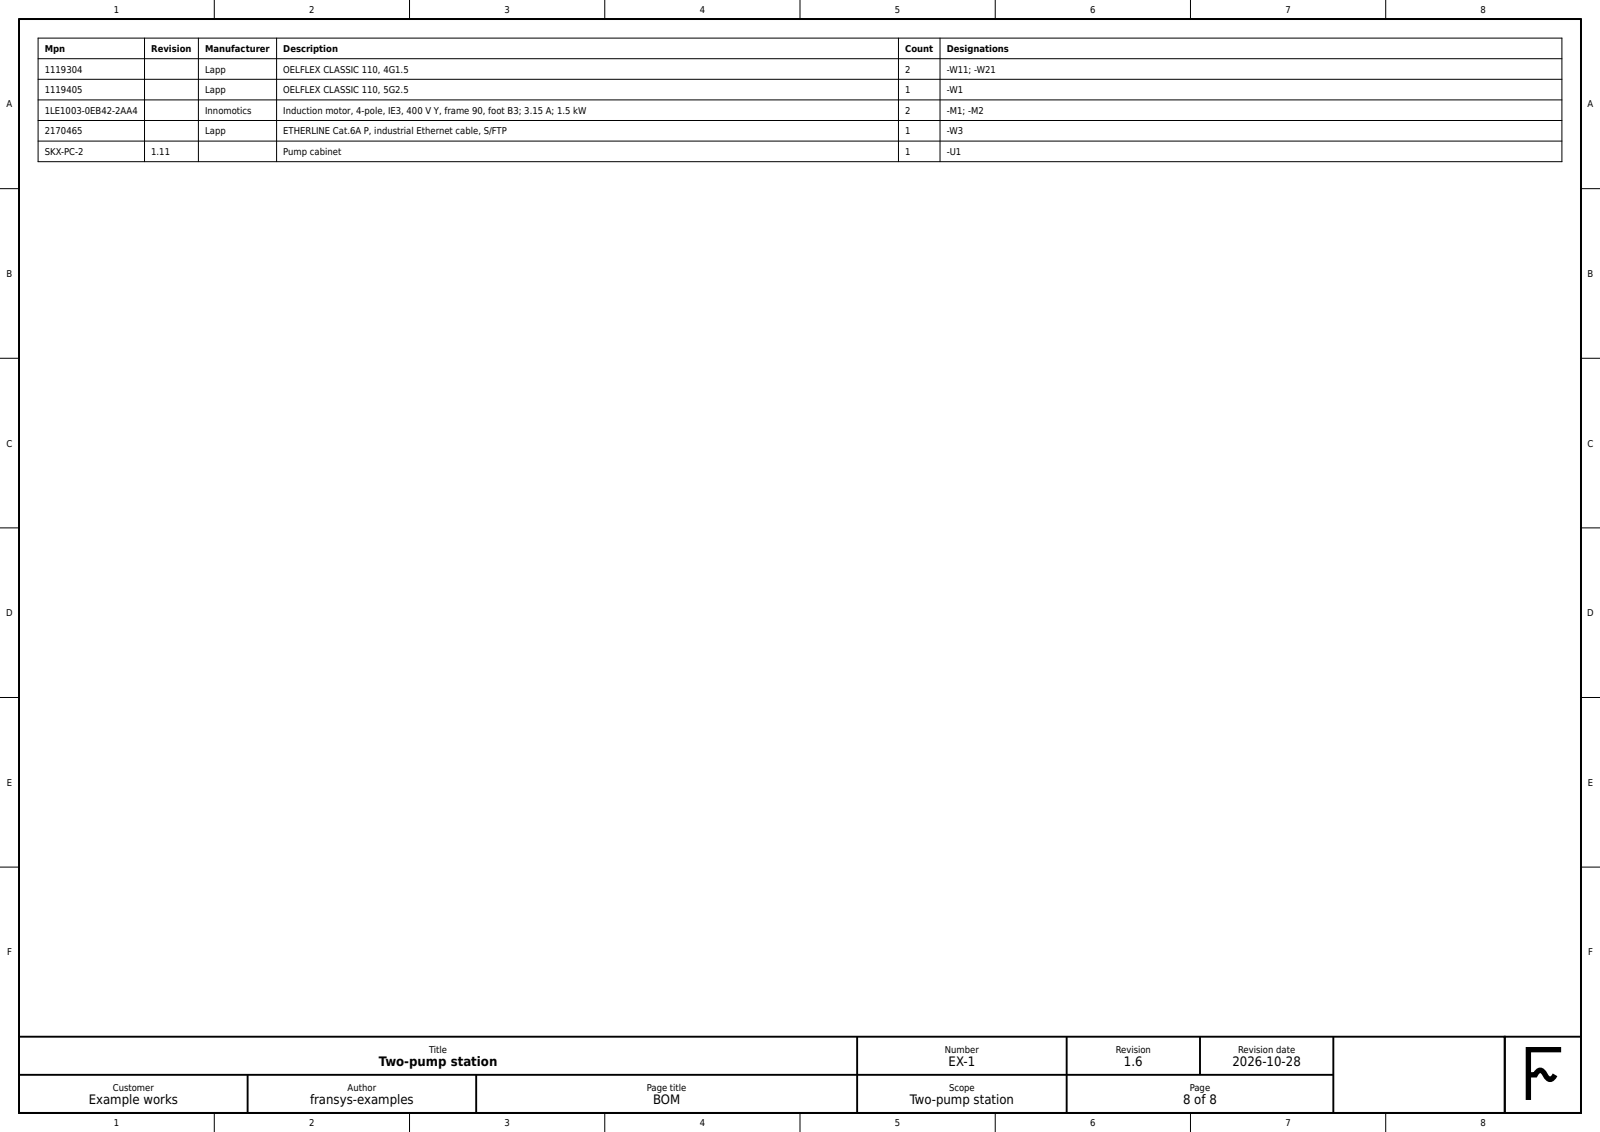 1 2 3 4 5 6 7 8
Mpn Revision Manufacturer Description Count Designations
1119304 Lapp OELFLEX CLASSIC 110, 4G1.5 2 -W11; -W21
1119405 Lapp OELFLEX CLASSIC 110, 5G2.5 1 -W1
A A
1LE1003-0EB42-2AA4 Innomotics Induction motor, 4-pole, IE3, 400 V Y, frame 90, foot B3; 3.15 A; 1.5 kW 2 -M1; -M2
2170465 Lapp ETHERLINE Cat.6A P, industrial Ethernet cable, S/FTP 1 -W3
SKX-PC-2 1.11 Pump cabinet 1 -U1
B B
C C
D D
E E
F F
Title Number Revision Revision date
Two-pump station EX-1 1.6 2026-10-28
Customer Author Page title Scope Page
Example works fransys-examples BOM Two-pump station 8 of 8
1 2 3 4 5 6 7 8